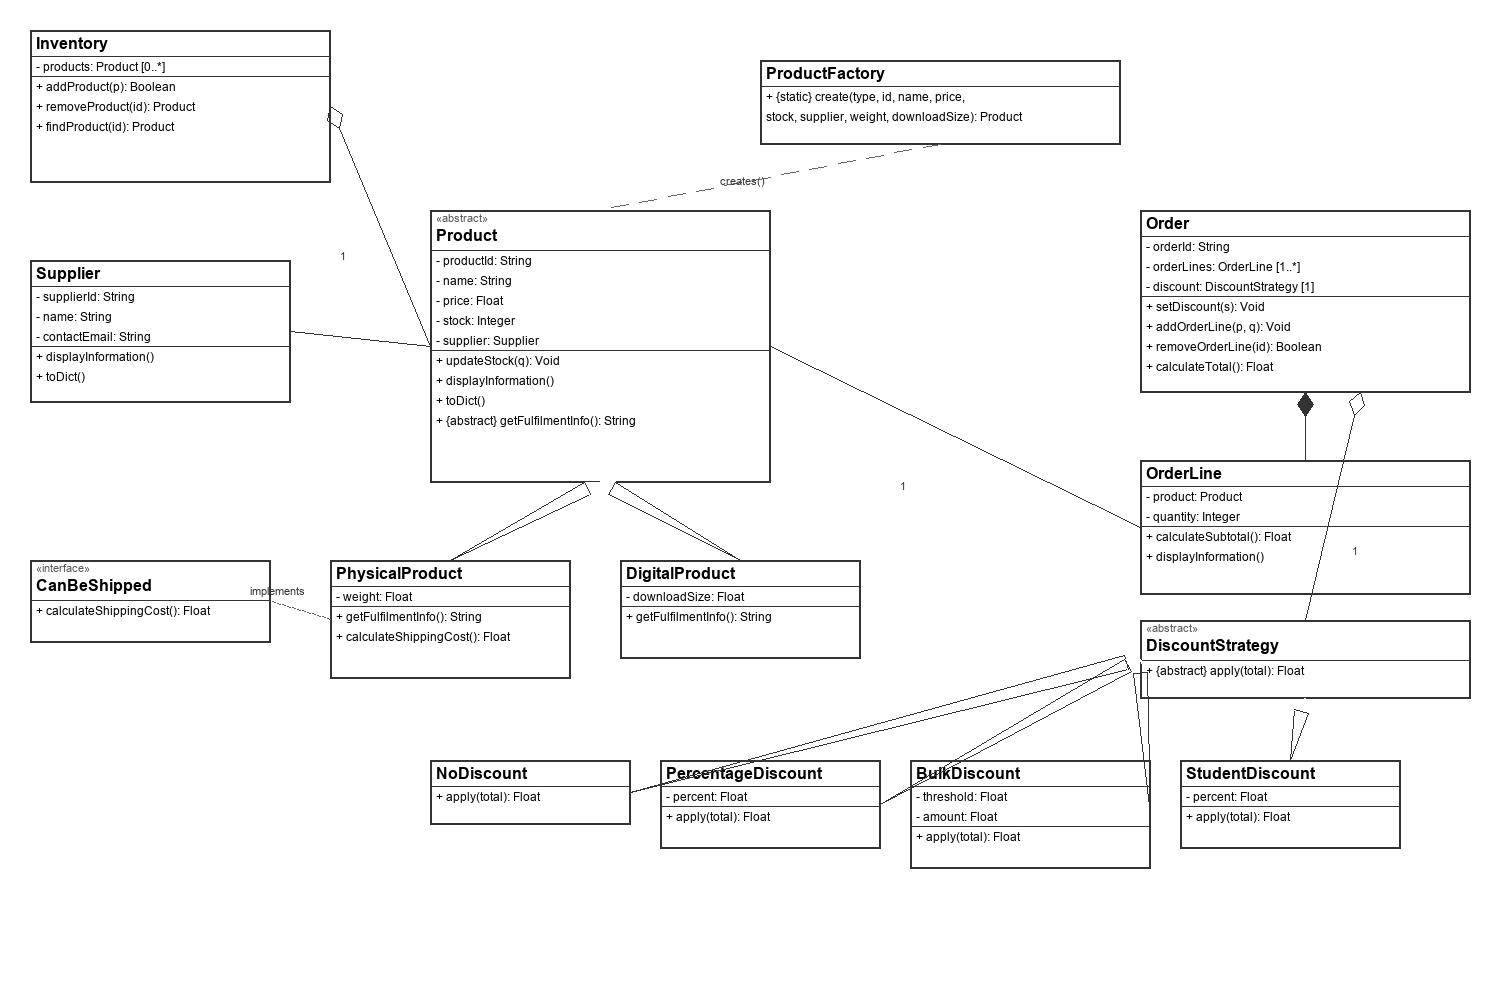 Inventory
- products: Product [0..*]
+ addProduct(p): Boolean
+ removeProduct(id): Product
+ findProduct(id): Product
ProductFactory
+ {static} create(type, id, name, price,
stock, supplier, weight, downloadSize): Product
creates()
1
Supplier
- supplierId: String
- name: String
- contactEmail: String
+ displayInformation()
+ toDict()
«abstract»
Product
- productId: String
- name: String
- price: Float
- stock: Integer
- supplier: Supplier
+ updateStock(q): Void
+ displayInformation()
+ toDict()
+ {abstract} getFulfilmentInfo(): String
Order
- orderId: String
- orderLines: OrderLine [1..*]
- discount: DiscountStrategy [1]
+ setDiscount(s): Void
+ addOrderLine(p, q): Void
+ removeOrderLine(id): Boolean
+ calculateTotal(): Float
1
OrderLine
- product: Product
- quantity: Integer
+ calculateSubtotal(): Float
+ displayInformation()
1
«interface»
CanBeShipped
+ calculateShippingCost(): Float
implements
PhysicalProduct
- weight: Float
+ getFulfilmentInfo(): String
+ calculateShippingCost(): Float
DigitalProduct
- downloadSize: Float
+ getFulfilmentInfo(): String
«abstract»
DiscountStrategy
+ {abstract} apply(total): Float
NoDiscount
+ apply(total): Float
PercentageDiscount
- percent: Float
+ apply(total): Float
BulkDiscount
- threshold: Float
- amount: Float
+ apply(total): Float
StudentDiscount
- percent: Float
+ apply(total): Float